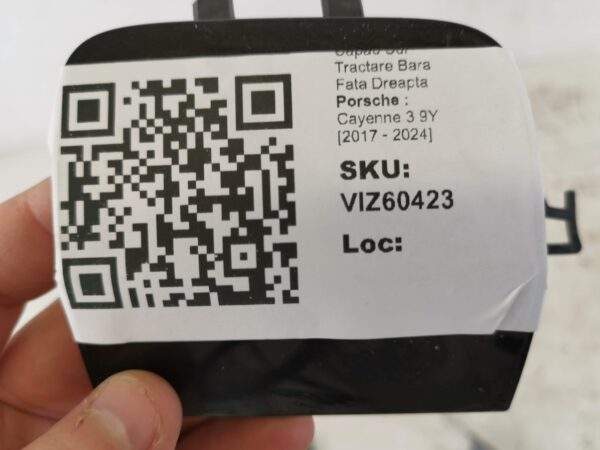 Tractare Bara
Fata Dreapta
Porsche :
Cayenne 3 9Y
[2017 - 2024]
SKU:
VIZ60423
Loc: